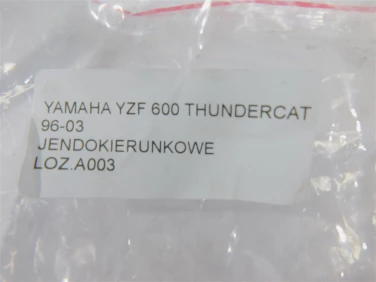 YAMAHA YZF 600 THUNDERCAT
96-03
JENDOKIERUNKOWE
LOZ.A003